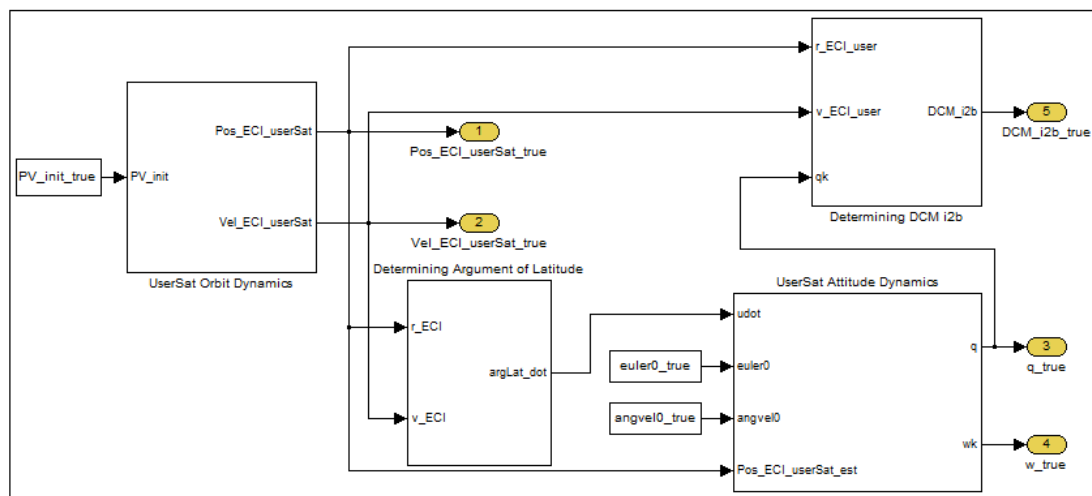 r_ECI_user
v_ECI_user
qk
DCM_i2b
Determining DCM i2b
5
DCM_i2b_true
PV_init_true
PV_init
Pos_ECI_userSat
Vel_ECI_userSat
UserSat Orbit Dynamics
1
Pos_ECI_userSat_true
2
Vel_ECI_userSat_true
Determining Argument of Latitude
r_ECI
v_ECI
argLat_dot
euler0_true
angvel0_true
UserSat Attitude Dynamics
udot
euler0
angvel0
Pos_ECI_userSat_est
q
wk
3
q_true
4
w_true